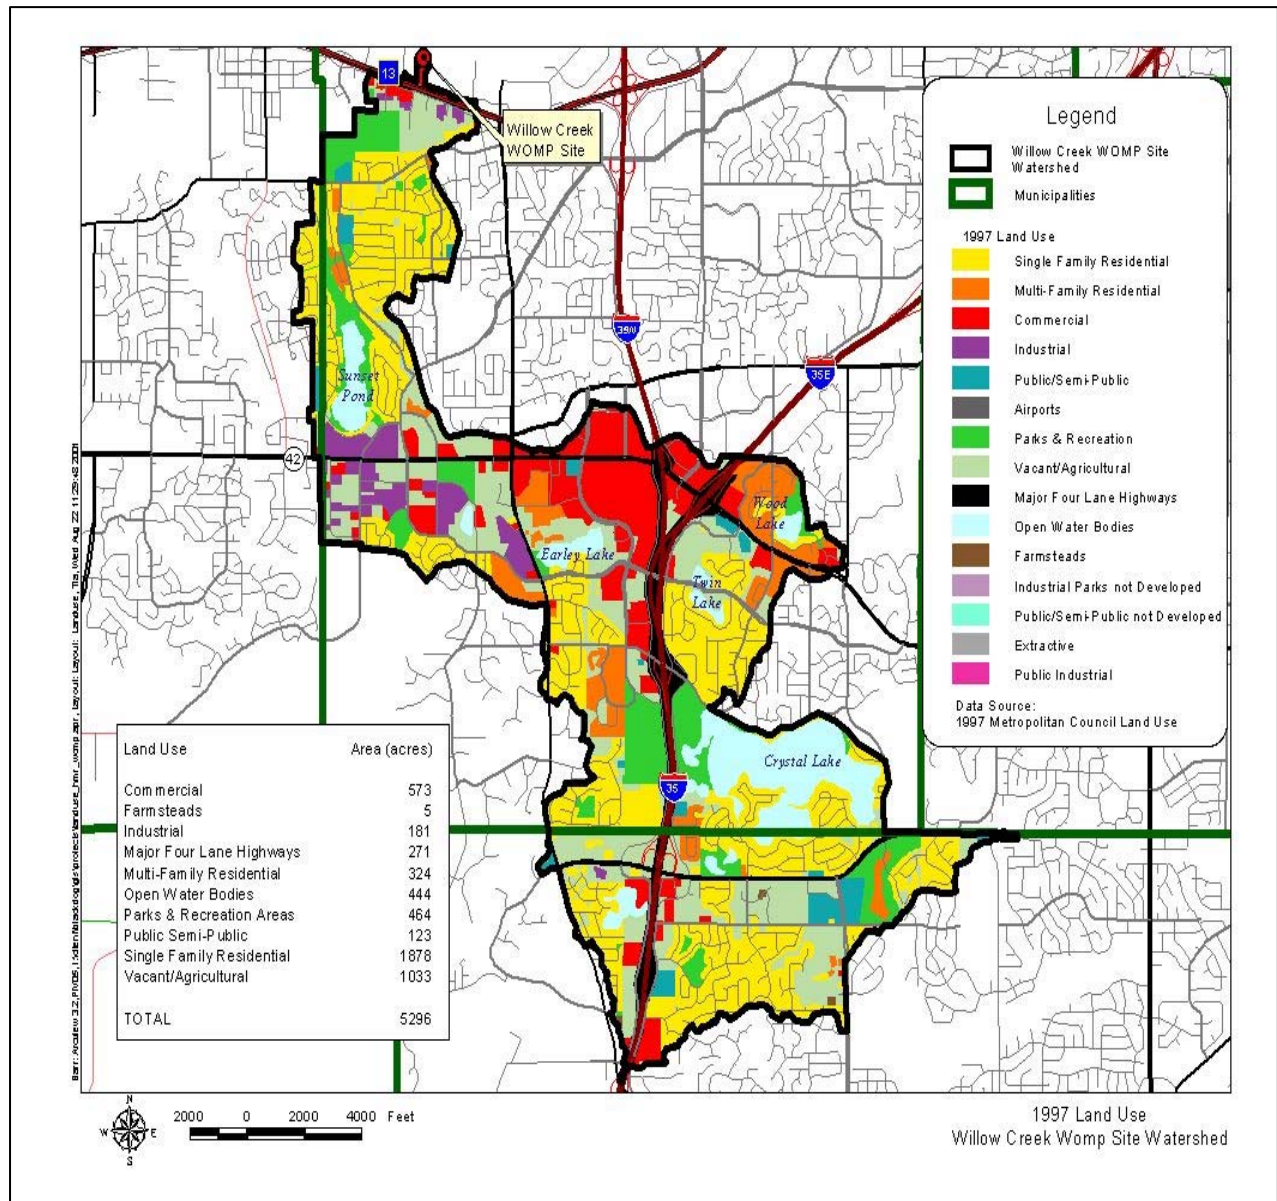 13
Willow Creek
WOMP Site
Legend
Willow Creek WOMP Site
Watershed
Municipalities
1997 Land Use
Single Family Residential
Multi-Family Residential
Commercial
Industrial
Public/Semi-Public
Airports
Parks & Recreation
Vacant/Agricultural
Major Four Lane Highways
Open Water Bodies
Farmsteads
Industrial Parks not Developed
Public/Semi-Public not Developed
Extractive
Public Industrial
Data Source:
1997 Metropolitan Council Land Use
35E
Sunset
Pond
42
Wood
Lake
Earley Lake
Twin
Lake
Crystal Lake
35
Land Use Area (acres)
Commercial 573
Farmsteads 5
Industrial 181
Major Four Lane Highways 271
Multi-Family Residential 324
Open Water Bodies 444
Parks & Recreation Areas 464
Public Semi-Public 123
Single Family Residential 1878
Vacant/Agricultural 1033
TOTAL 5296
N
W E
S
2000 0 2000 4000 Feet
1997 Land Use
Willow Creek Womp Site Watershed